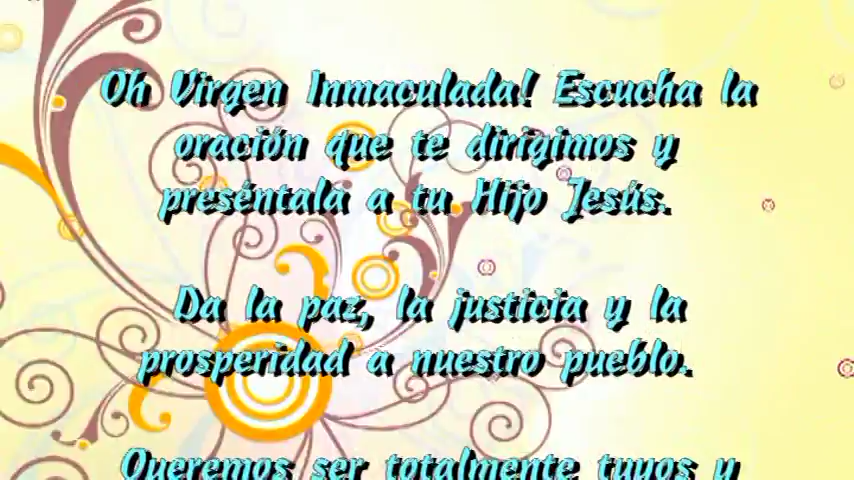 Oh Virgen Inmaculada! Escucha la
oración que te dirigimos y
preséntala a tu Hijo Jesús.
Da la paz, la justicia y la
prosperidad a nuestro pueblo.
Queremos ser totalmente tuyos y